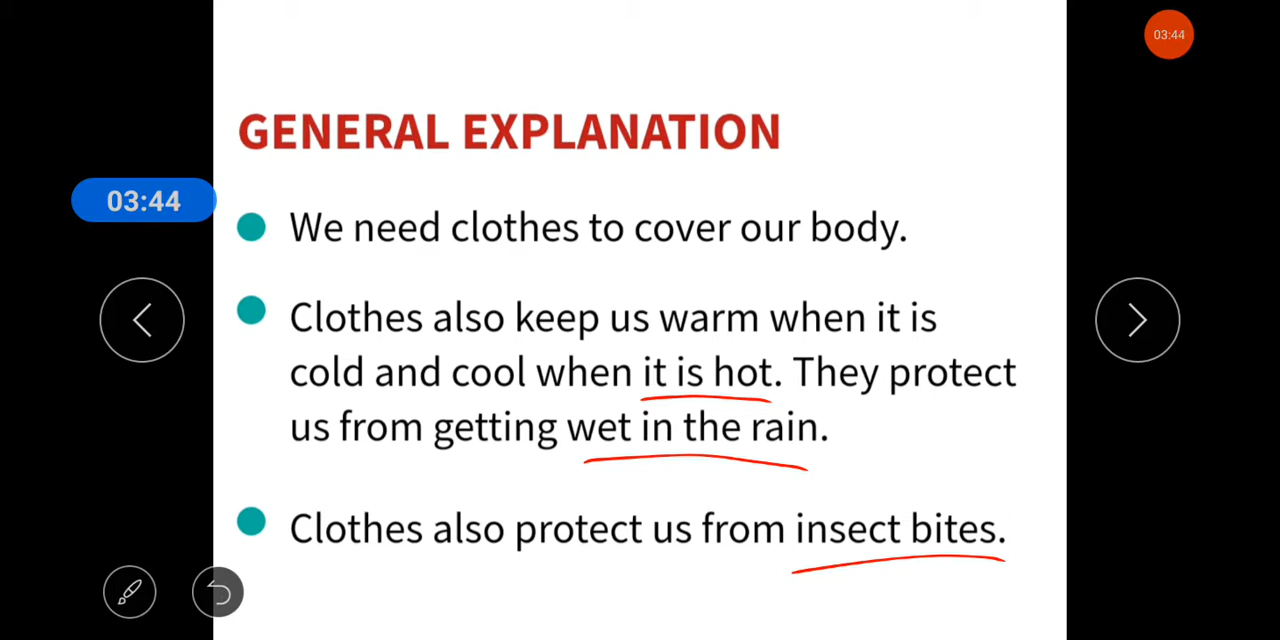 03:44
GENERAL EXPLANATION
03:44
We need clothes to cover our body.
Clothes also keep us warm when it is
cold and cool when it is hot. They protect
us from getting wet in the rain.
Clothes also protect us from insect bites.